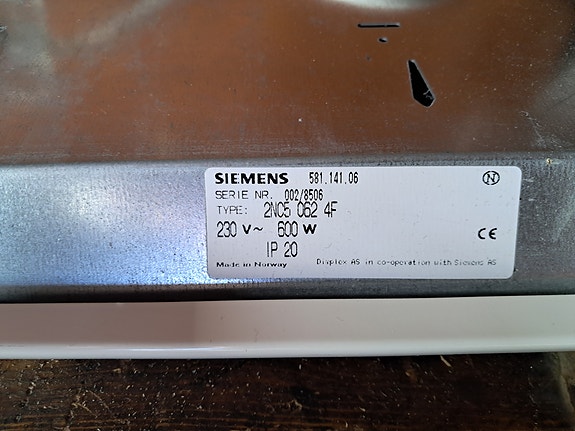 SIEMENS 581.141.06 N
SERIE NR. 002/8506
TYPE: 2NC5 062 4F
230 V~ 600 W
CE
IP 20
Made in Norway Dimplex AS in co-operation with Siemens AS